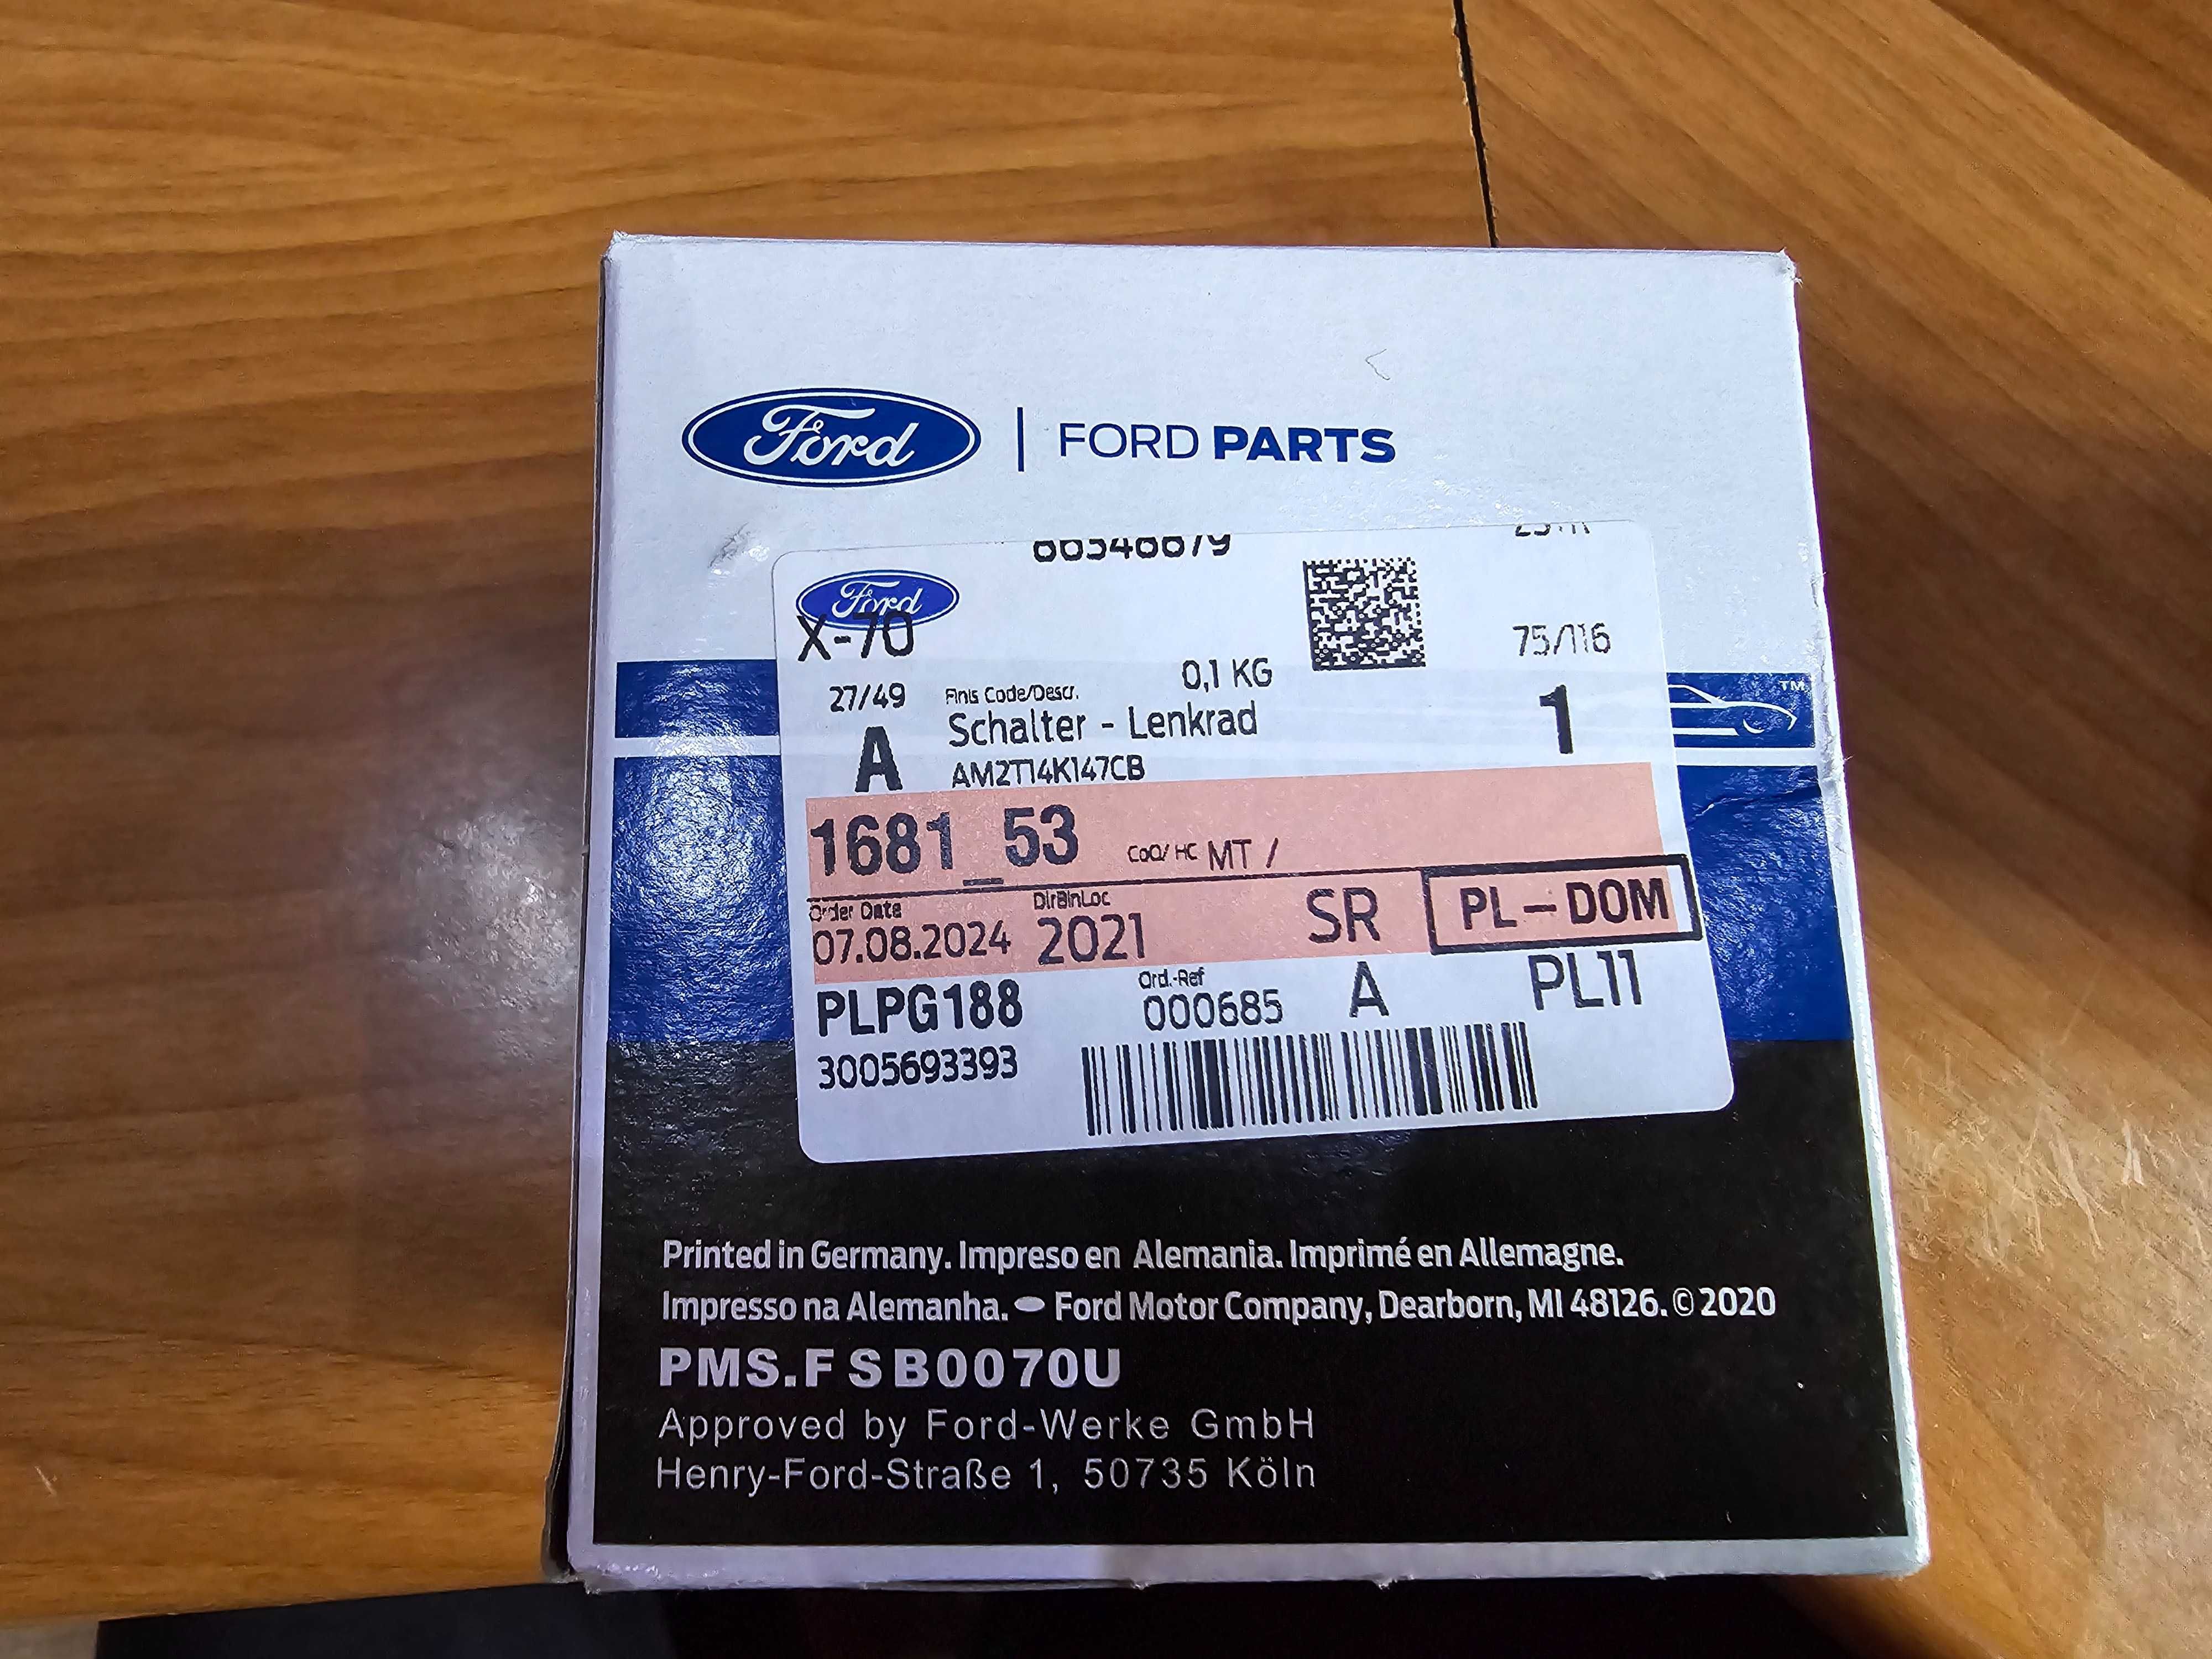 Ford | FORD PARTS
Ford
X-70
75/116
0,1 KG
27/49
Finis Code/Descr.
Schalter - Lenkrad
1
A
AM2T14K147CB
1681_53
CoO/ HC MT /
Order Date
DirBinLoc
07.08.2024
2021
SR
PL-DOM
PLPG188
Ord.-Ref
000685
A
PL11
3005693393
TM
Printed in Germany. Impreso en Alemania. Imprimé en Allemagne.
Impresso na Alemanha. Ford Motor Company, Dearborn, MI 48126. © 2020
PMS.FSB0070U
Approved by Ford-Werke GmbH
Henry-Ford-Straße 1, 50735 Köln